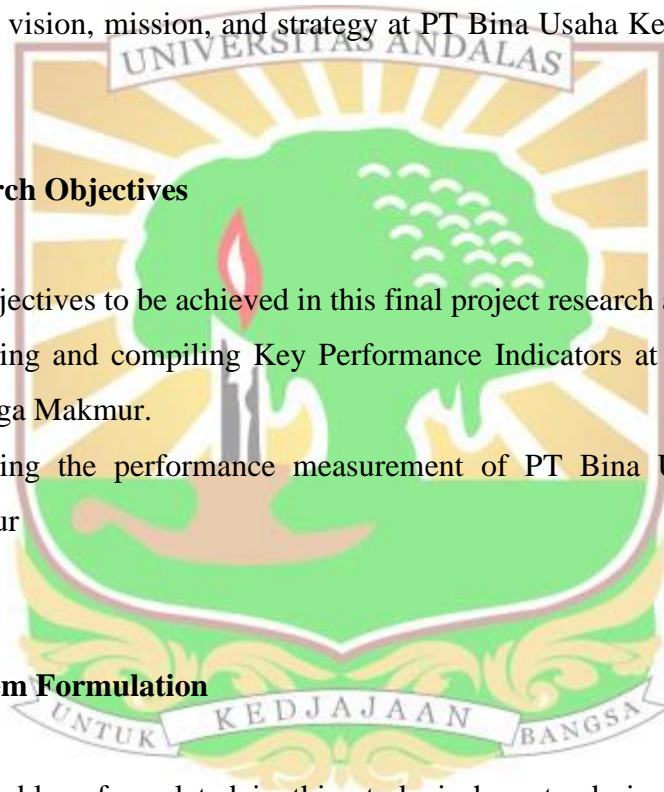 vision, mission, and strategy at PT Bina Usaha Ke
UNIVERSITAS ANDALAS
rch Objectives
jectives to be achieved in this final project research
ing and compiling Key Performance Indicators at
ga Makmur.
ing the performance measurement of PT Bina U
ur
em Formulation
UNTUK KEDJAJAAN BANGSA